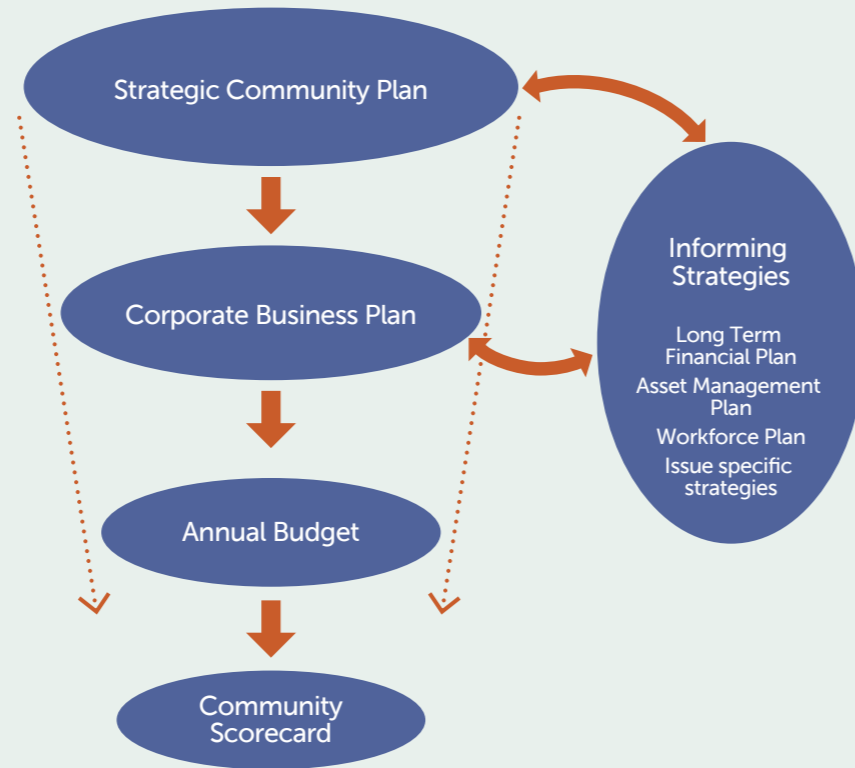 Strategic Community Plan
Corporate Business Plan
Annual Budget
Community
Scorecard
Informing
Strategies
Long Term
Financial Plan
Asset Management
Plan
Workforce Plan
Issue specific
strategies